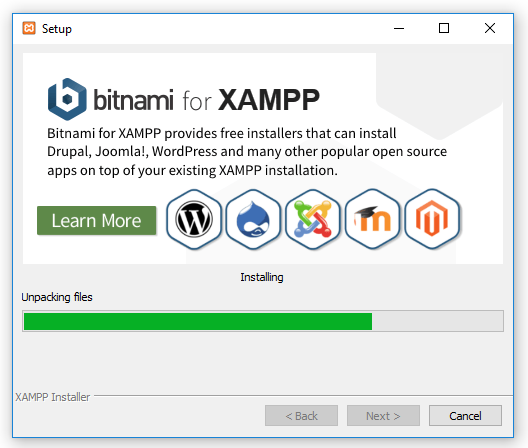 Setup
bitnami for XAMPP
Bitnami for XAMPP provides free installers that can install
Drupal, Joomla!, WordPress and many other popular open source
apps on top of your existing XAMPP installation.
Learn More
Installing
Unpacking files
XAMPP Installer
< Back Next > Cancel